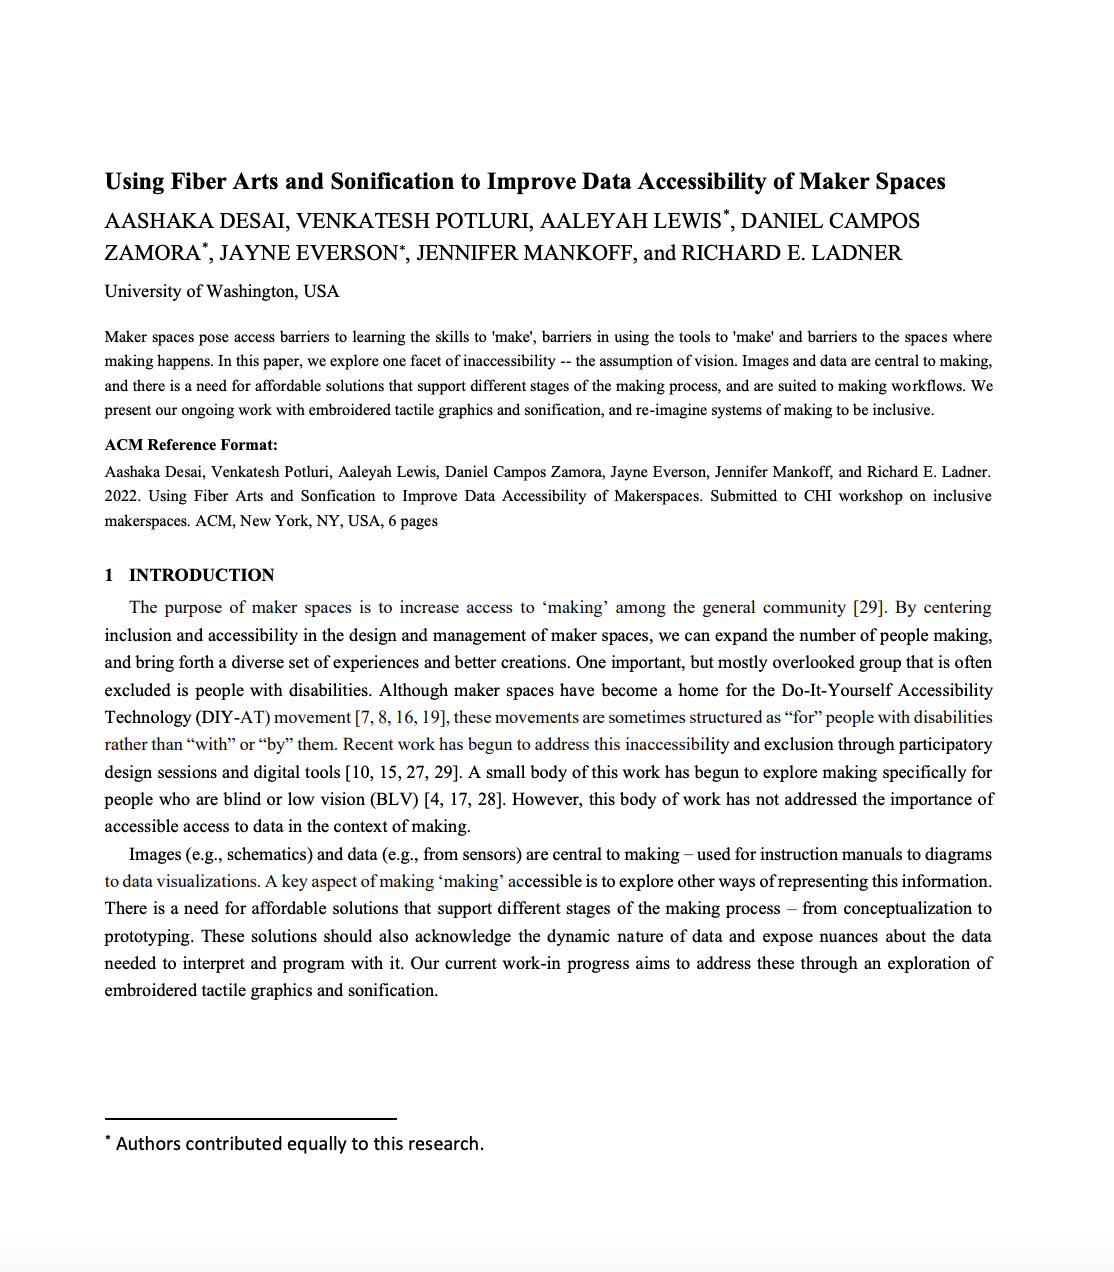 Using Fiber Arts and Sonification to Improve Data Accessibility of Maker Spaces
AASHAKA DESAI, VENKATESH POTLURI, AALEYAH LEWIS*, DANIEL CAMPOS
ZAMORA*, JAYNE EVERSON*, JENNIFER MANKOFF, and RICHARD E. LADNER
University of Washington, USA
Maker spaces pose access barriers to learning the skills to 'make', barriers in using the tools to 'make' and barriers to the spaces where
making happens. In this paper, we explore one facet of inaccessibility -- the assumption of vision. Images and data are central to making,
and there is a need for affordable solutions that support different stages of the making process, and are suited to making workflows. We
present our ongoing work with embroidered tactile graphics and sonification, and re-imagine systems of making to be inclusive.
ACM Reference Format:
Aashaka Desai, Venkatesh Potluri, Aaleyah Lewis, Daniel Campos Zamora, Jayne Everson, Jennifer Mankoff, and Richard E. Ladner.
2022. Using Fiber Arts and Sonfication to Improve Data Accessibility of Makerspaces. Submitted to CHI workshop on inclusive
makerspaces. ACM, New York, NY, USA, 6 pages
1 INTRODUCTION
The purpose of maker spaces is to increase access to ‘making’ among the general community [29]. By centering
inclusion and accessibility in the design and management of maker spaces, we can expand the number of people making,
and bring forth a diverse set of experiences and better creations. One important, but mostly overlooked group that is often
excluded is people with disabilities. Although maker spaces have become a home for the Do-It-Yourself Accessibility
Technology (DIY-AT) movement [7, 8, 16, 19], these movements are sometimes structured as “for” people with disabilities
rather than “with” or “by” them. Recent work has begun to address this inaccessibility and exclusion through participatory
design sessions and digital tools [10, 15, 27, 29]. A small body of this work has begun to explore making specifically for
people who are blind or low vision (BLV) [4, 17, 28]. However, this body of work has not addressed the importance of
accessible access to data in the context of making.
Images (e.g., schematics) and data (e.g., from sensors) are central to making – used for instruction manuals to diagrams
to data visualizations. A key aspect of making ‘making’ accessible is to explore other ways of representing this information.
There is a need for affordable solutions that support different stages of the making process – from conceptualization to
prototyping. These solutions should also acknowledge the dynamic nature of data and expose nuances about the data
needed to interpret and program with it. Our current work-in progress aims to address these through an exploration of
embroidered tactile graphics and sonification.
* Authors contributed equally to this research.